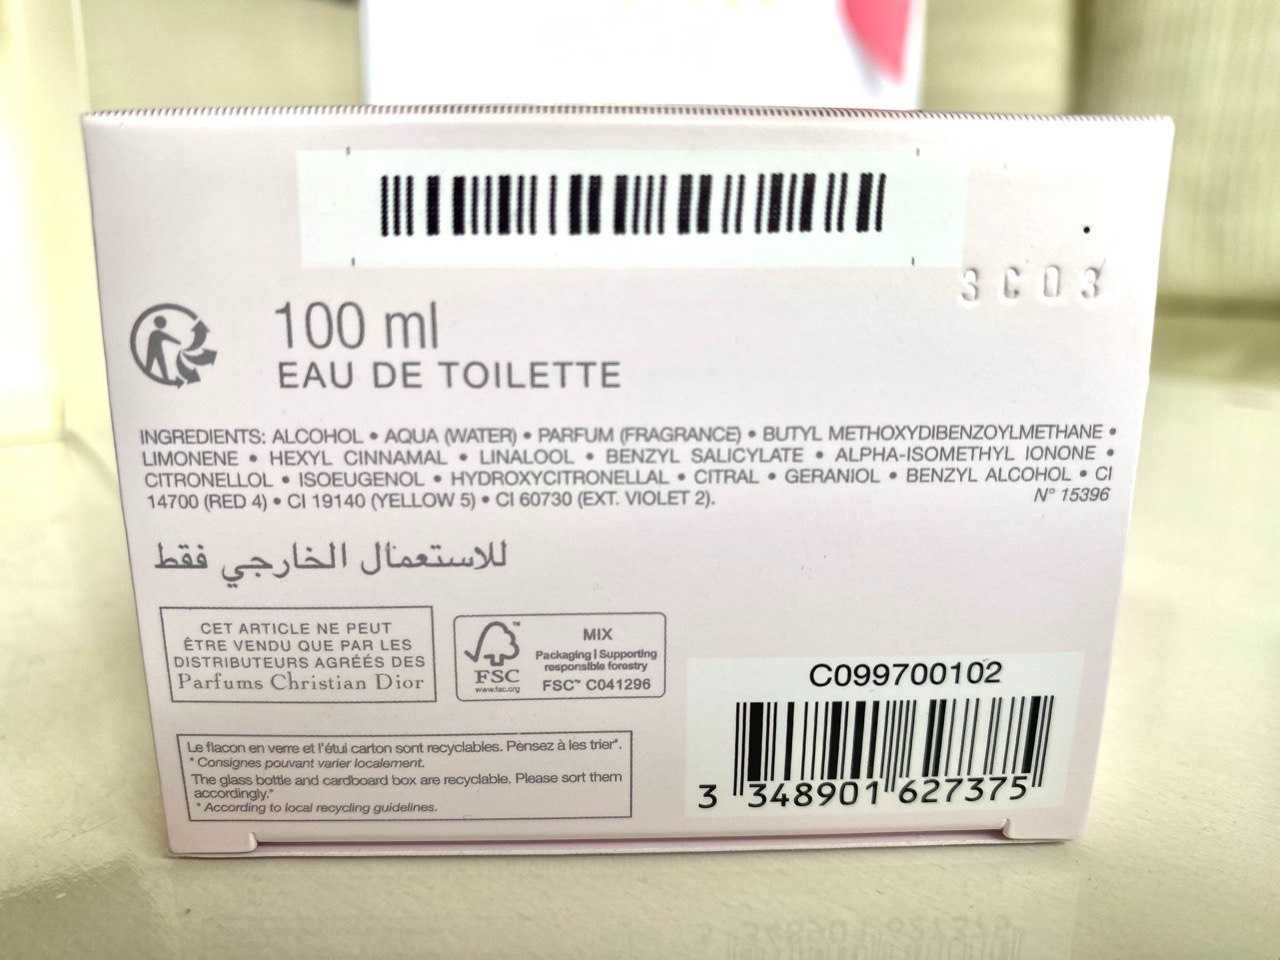 3C03
100 ml
EAU DE TOILETTE
INGREDIENTS: ALCOHOL • AQUA (WATER) • PARFUM (FRAGRANCE) • BUTYL METHOXYDIBENZOYLMETHANE •
LIMONENE • HEXYL CINNAMAL • LINALOOL • BENZYL SALICYLATE • ALPHA-ISOMETHYL IONONE •
CITRONELLOL • ISOEUGENOL • HYDROXYCITRONELLAL • CITRAL • GERANIOL • BENZYL ALCOHOL • CI
14700 (RED 4) • CI 19140 (YELLOW 5) • CI 60730 (EXT. VIOLET 2). N° 15396
للاستعمال الخارجي فقط
CET ARTICLE NE PEUT
ÊTRE VENDU QUE PAR LES
DISTRIBUTEURS AGRÉÉS DES
Parfums Christian Dior
FSC™
www.fsc.org
MIX
Packaging | Supporting
responsible forestry
FSC™ C041296
Le flacon en verre et l'étui carton sont recyclables. Pensez à les trier*.
* Consignes pouvant varier localement.
The glass bottle and cardboard box are recyclable. Please sort them
accordingly.*
* According to local recycling guidelines.
C099700102
3 348901 627375